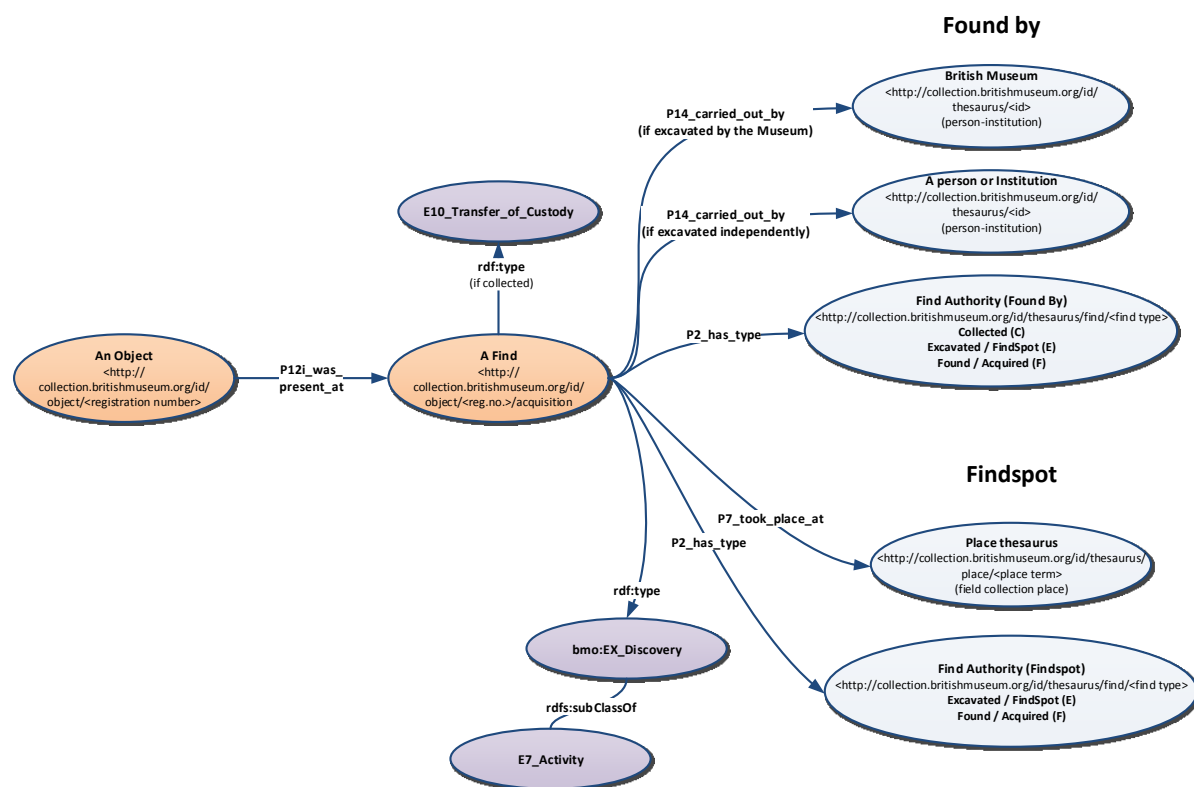 Found by
British Museum
<http://collection.britishmuseum.org/id/
thesaurus/<id>
(person-institution)
P14_carried_out_by
(if excavated by the Museum)
A person or Institution
<http://collection.britishmuseum.org/id/
thesaurus/<id>
(person-institution)
P14_carried_out_by
(if excavated independently)
E10_Transfer_of_Custody
rdf:type
(if collected)
Find Authority (Found By)
<http://collection.britishmuseum.org/id/thesaurus/find/<find type>
Collected (C)
Excavated / FindSpot (E)
Found / Acquired (F)
P2_has_type
An Object
<http://
collection.britishmuseum.org/id/
object/<registration number>
P12i_was_
present_at
A Find
<http://
collection.britishmuseum.org/id/
object/<reg.no.>/acquisition
Findspot
P7_took_place_at
P2_has_type
Place thesaurus
<http://collection.britishmuseum.org/id/thesaurus/
place/<place term>
(field collection place)
rdf:type
bmo:EX_Discovery
rdfs:subClassOf
E7_Activity
Find Authority (Findspot)
<http://collection.britishmuseum.org/id/thesaurus/find/<find type>
Excavated / FindSpot (E)
Found / Acquired (F)